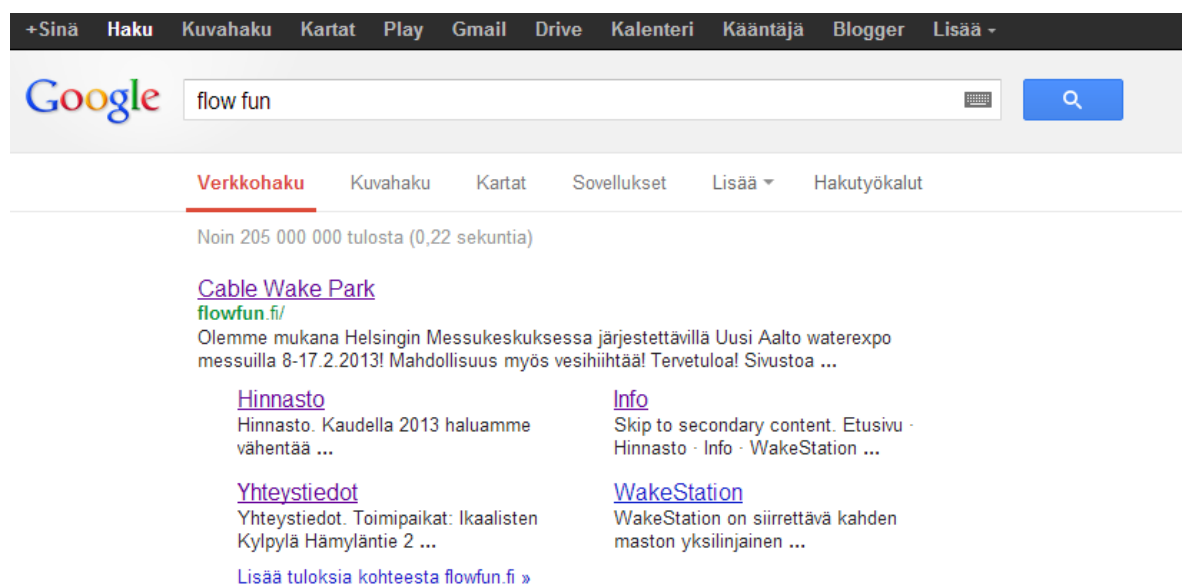 +Sinä Haku Kuvahaku Kartat Play Gmail Drive Kalenteri Kääntäjä Blogger Lisää
Google flow fun
Verkkohaku Kuvahaku Kartat Sovellukset Lisää Hakutyökalut
Noin 205 000 000 tulosta (0,22 sekuntia)
Cable Wake Park
flowfun.fi/
Olemme mukana Helsingin Messukeskuksessa järjestettävillä Uusi Aalto waterexpo
messuilla 8-17.2.2013! Mahdollisuus myös vesihiihtää! Tervetuloa! Sivustoa ...
Hinnasto
Hinnasto. Kaudella 2013 haluamme
vähentää ...
Info
Skip to secondary content. Etusivu ·
Hinnasto · Info · WakeStation ...
Yhteystiedot
Yhteystiedot. Toimipaikat: Ikaalisten
Kylpylä Hämyläntie 2 ...
WakeStation
WakeStation on siirrettävä kahden
maston yksilinjainen ...
Lisää tuloksia kohteesta flowfun.fi »